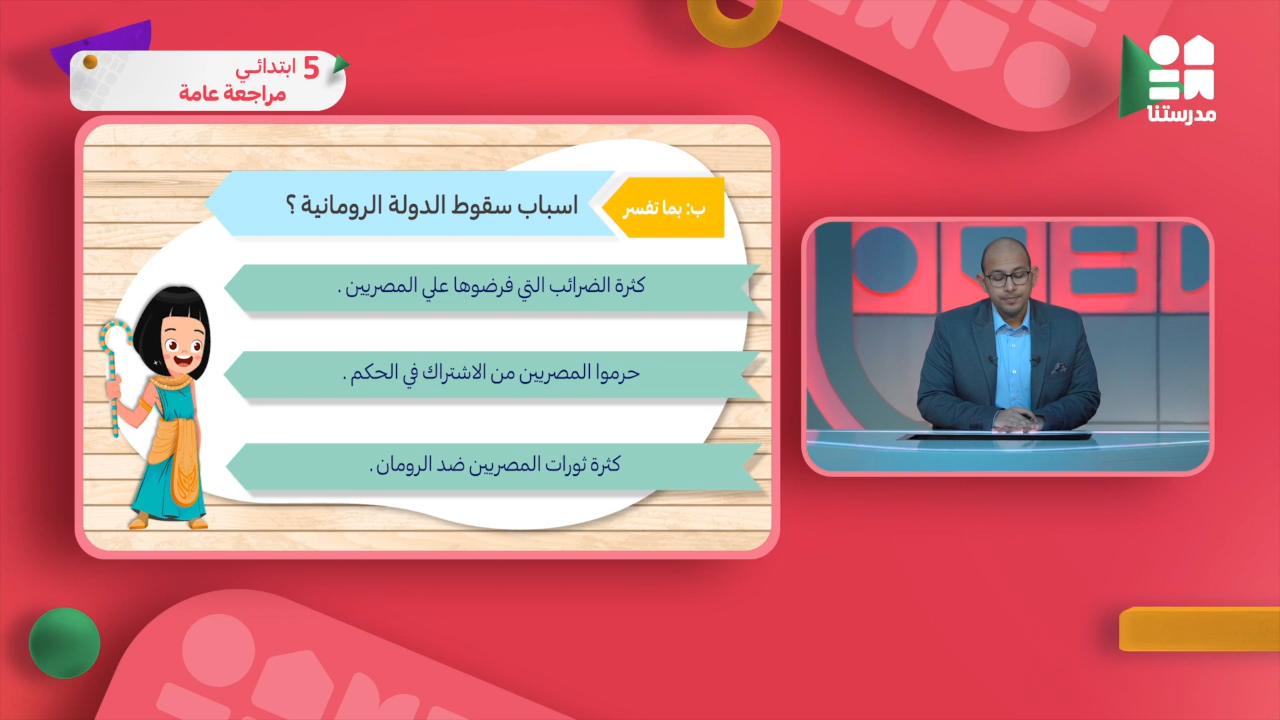 5 ابتدائي
مراجعة عامة
مدرستنا
ب: بما تفسر
اسباب سقوط الدولة الرومانية ؟
كثرة الضرائب التي فرضوها علي المصريين .
حرموا المصريين من الاشتراك في الحكم .
كثرة ثورات المصريين ضد الرومان .